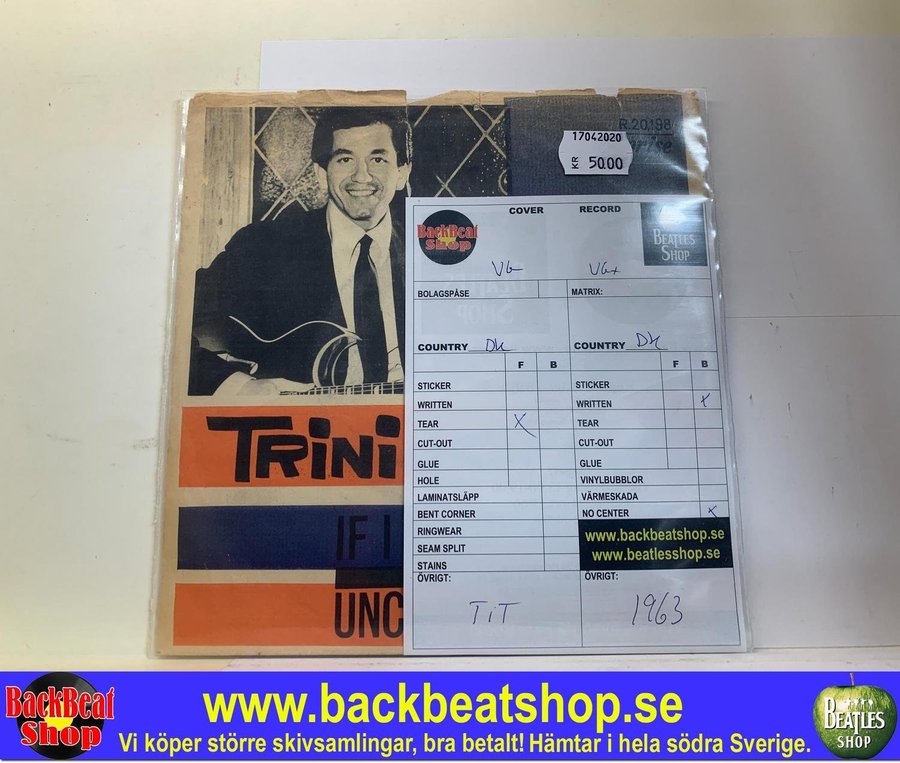 R.20198
17042020
KR 50.00
COVER RECORD
BackBeat
Shop
BEATLES
SHOP
VG- VG+
BOLAGSPÅSE MATRIX:
COUNTRY DK COUNTRY DK
F B F B
STICKER STICKER
WRITTEN WRITTEN X
TEAR X TEAR
CUT-OUT CUT-OUT
GLUE GLUE
HOLE VINYLBUBBLOR
LAMINATSLÄPP VÄRMESKADA
BENT CORNER NO CENTER X
RINGWEAR
SEAM SPLIT
STAINS
www.backbeatshop.se
www.beatlesshop.se
ÖVRIGT: ÖVRIGT:
TiT 1963
TRiNi
IF I
UNC
BackBeat
Shop
www.backbeatshop.se
Vi köper större skivsamlingar, bra betalt! Hämtar i hela södra Sverige.
BEATLES
SHOP